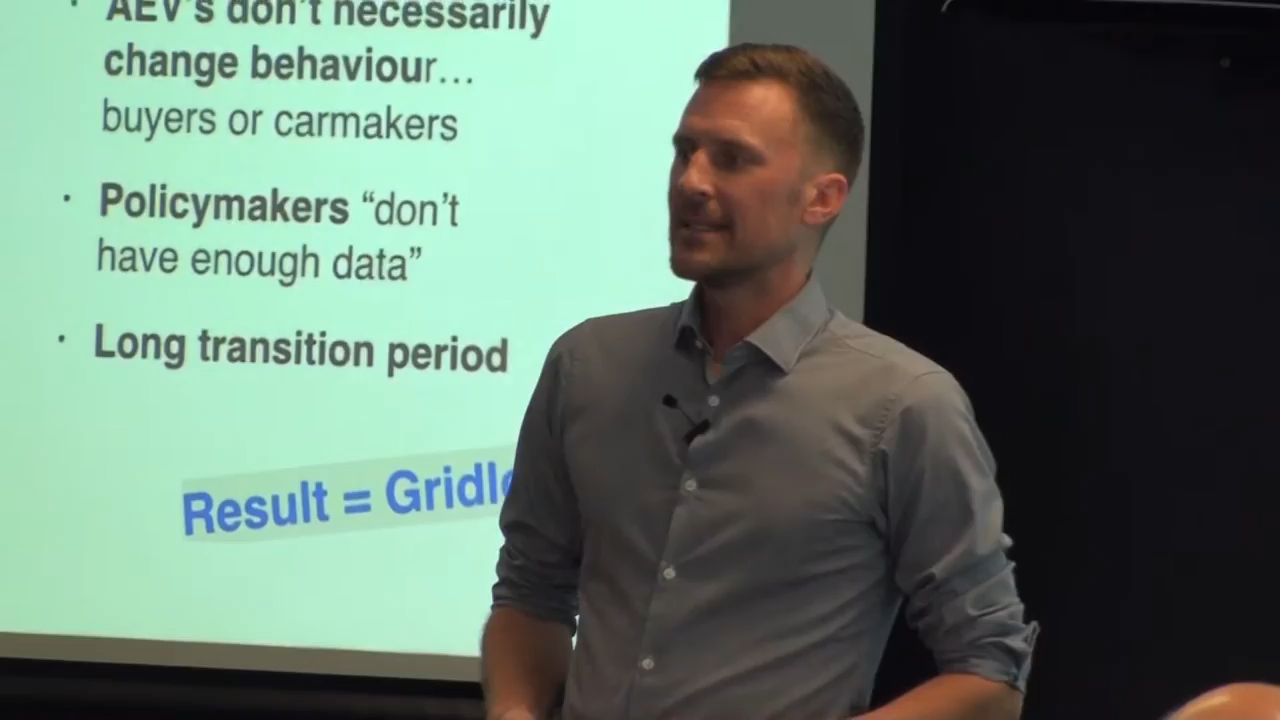 AEV's don't necessarily
change behaviour...
buyers or carmakers
Policymakers “don't
have enough data”
Long transition period
Result = Gridl